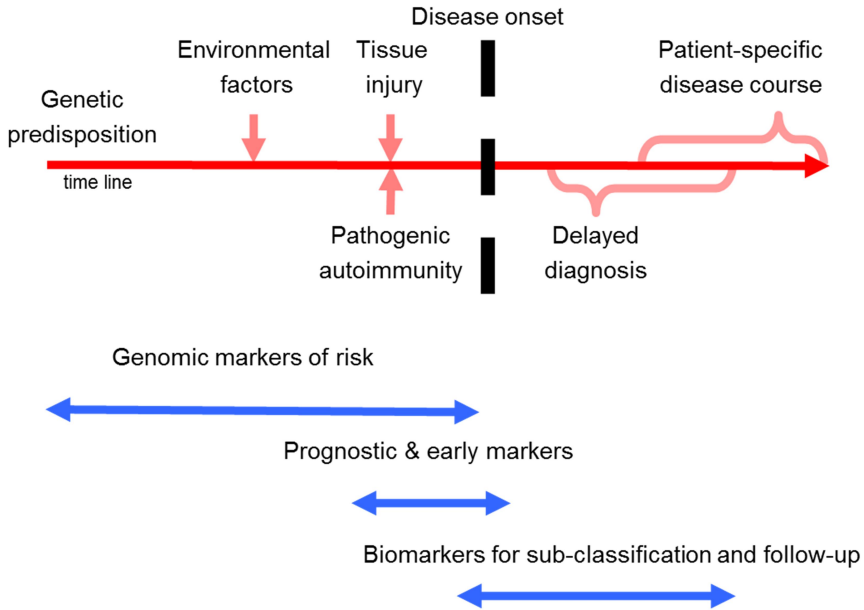 Disease onset
Environmental
factors
Tissue
injury
Patient-specific
disease course
Genetic
predisposition
time line
Pathogenic
autoimmunity
Delayed
diagnosis
Genomic markers of risk
Prognostic & early markers
Biomarkers for sub-classification and follow-up